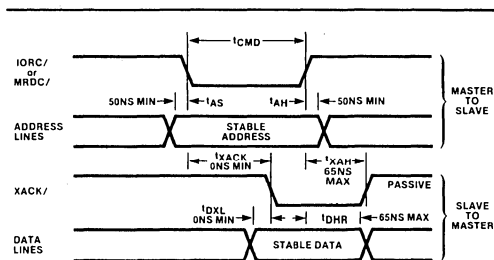 tCMD
IORC/
or
MRDC/
MASTER
TO
SLAVE
50NS MIN
tAS
tAH
50NS MIN
ADDRESS
LINES
STABLE
ADDRESS
tXACK
0NS MIN
tXAH
65NS
MAX
XACK/
PASSIVE
SLAVE
TO
MASTER
tDXL
0NS MIN
tDHR
65NS MAX
DATA
LINES
STABLE DATA